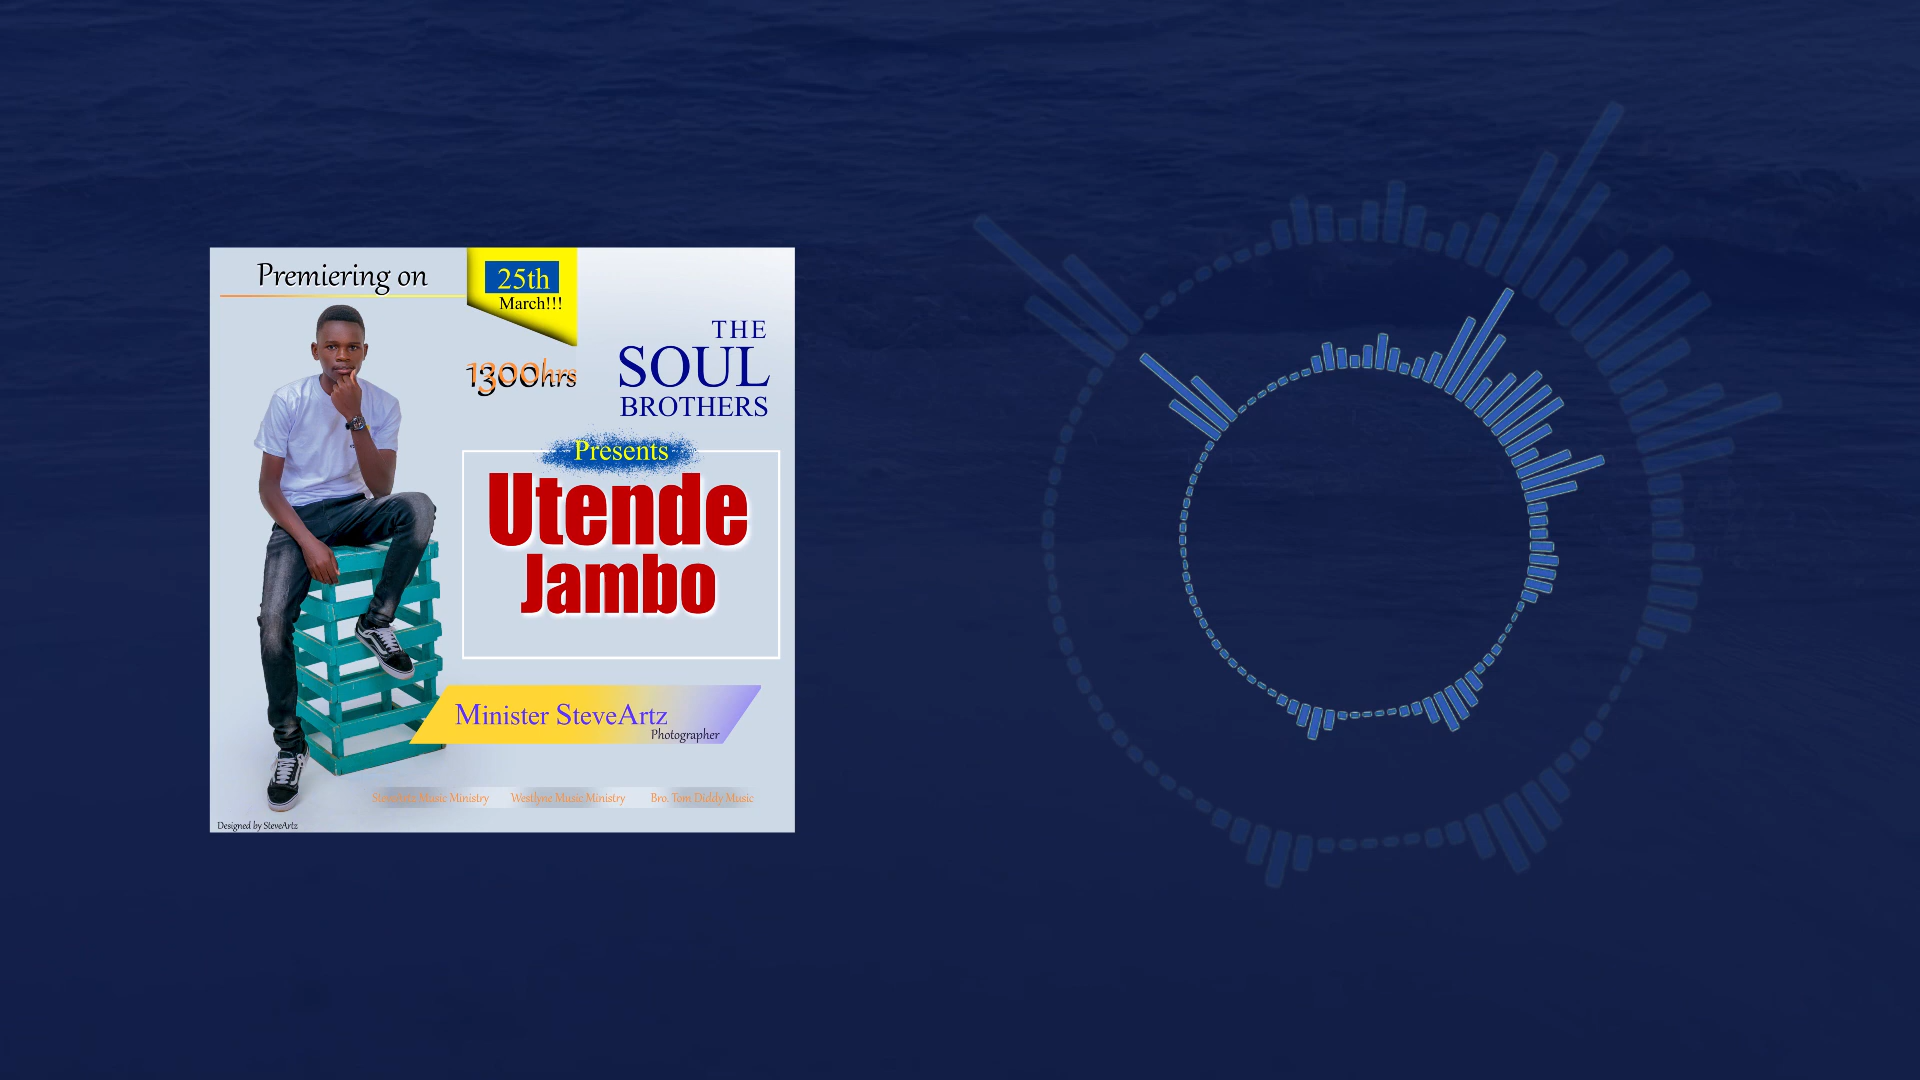 Premiering on
25th
March!!!
1300hrs
THE
SOUL
BROTHERS
Presents
Utende
Jambo
Minister SteveArtz
Photographer
Music Ministry
Westlyne Music Ministry
Bro. Tom Diddy Music
Designed by SteveArtz